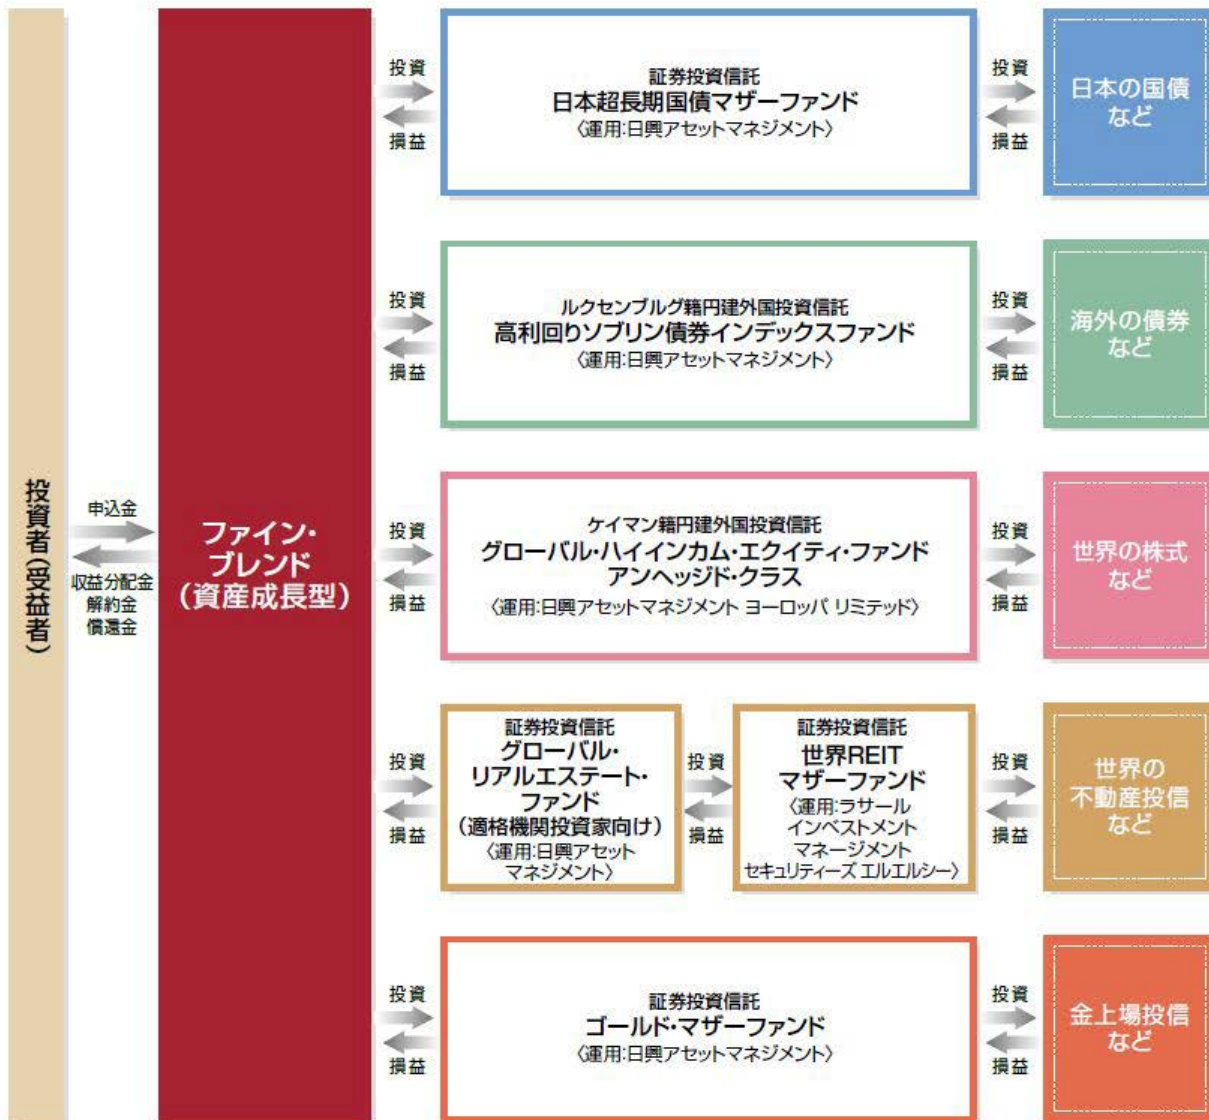 投資者(受益者)
申込金
収益分配金
解約金
償還金
ファイン・
ブレンド
(資産成長型)
投資
損益
証券投資信託
日本超長期国債マザーファンド
〈運用:日興アセットマネジメント〉
投資
損益
日本の国債
など
投資
損益
ルクセンブルグ籍円建外国投資信託
高利回りソブリン債券インデックスファンド
〈運用:日興アセットマネジメント〉
投資
損益
海外の債券
など
投資
損益
ケイマン籍円建外国投資信託
グローバル・ハイインカム・エクイティ・ファンド
アンヘッジド・クラス
〈運用:日興アセットマネジメント ヨーロッパ リミテッド〉
投資
損益
世界の株式
など
投資
損益
証券投資信託
グローバル・
リアルエステート・
ファンド
(適格機関投資家向け)
〈運用:日興アセット
マネジメント〉
投資
損益
証券投資信託
世界REIT
マザーファンド
〈運用:ラサール
インベストメント
マネージメント
セキュリティーズ エルエルシー〉
投資
損益
世界の
不動産投信
など
投資
損益
証券投資信託
ゴールド・マザーファンド
〈運用:日興アセットマネジメント〉
投資
損益
金上場投信
など